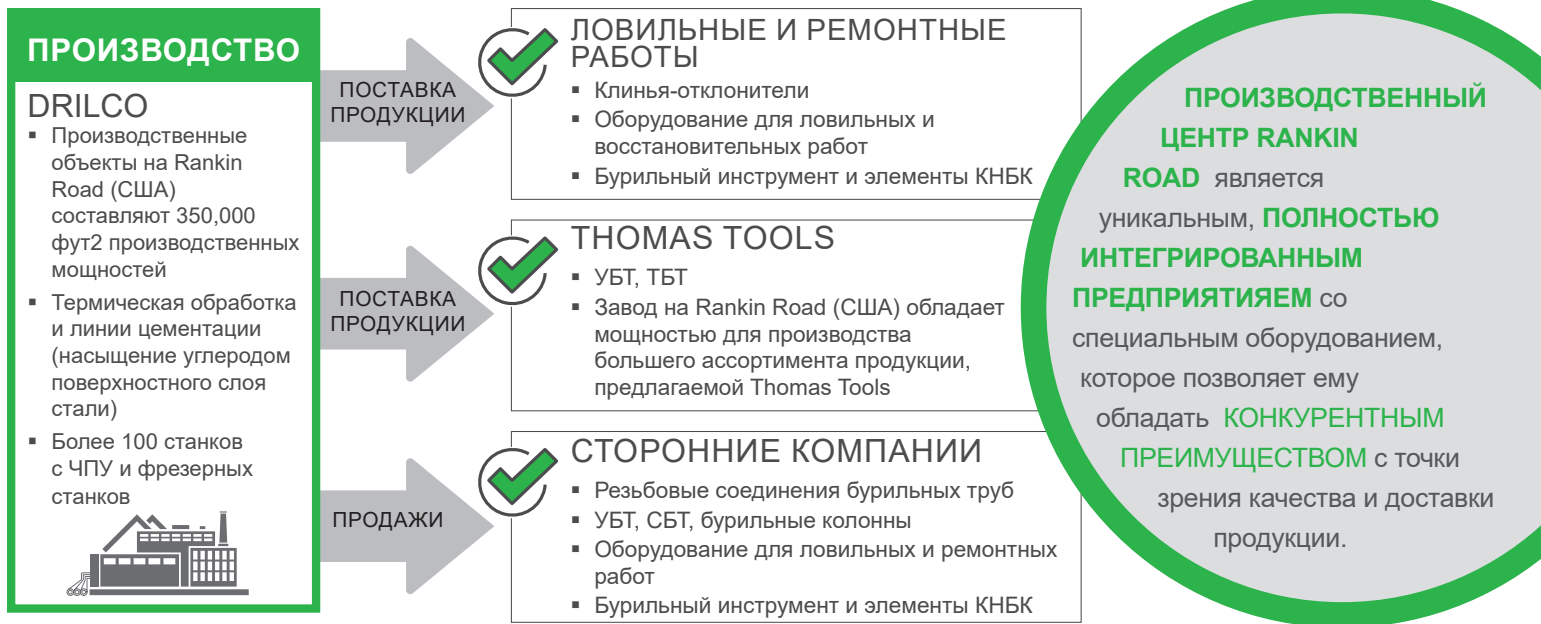 ПРОИЗВОДСТВО
DRILCO
▪ Производственные
объекты на Rankin
Road (США)
составляют 350,000
фут2 производственных
мощностей
▪ Термическая обработка
и линии цементации
(насыщение углеродом
поверхностного слоя
стали)
▪ Более 100 станков
с ЧПУ и фрезерных
станков
ПОСТАВКА
ПРОДУКЦИИ
ЛОВИЛЬНЫЕ И РЕМОНТНЫЕ
РАБОТЫ
▪ Клинья-отклонители
▪ Оборудование для ловильных и
восстановительных работ
▪ Бурильный инструмент и элементы КНБК
ПОСТАВКА
ПРОДУКЦИИ
THOMAS TOOLS
▪ УБТ, ТБТ
▪ Завод на Rankin Road (США) обладает
мощностью для производства
большего ассортимента продукции,
предлагаемой Thomas Tools
ПРОДАЖИ
СТОРОННИЕ КОМПАНИИ
▪ Резьбовые соединения бурильных труб
▪ УБТ, СБТ, бурильные колонны
▪ Оборудование для ловильных и ремонтных
работ
▪ Бурильный инструмент и элементы КНБК
ПРОИЗВОДСТВЕННЫЙ
ЦЕНТР RANKIN
ROAD является
уникальным, ПОЛНОСТЬЮ
ИНТЕГРИРОВАННЫМ
ПРЕДПРИЯТИЯЕМ со
специальным оборудованием,
которое позволяет ему
обладать КОНКУРЕНТНЫМ
ПРЕИМУЩЕСТВОМ с точки
зрения качества и доставки
продукции.